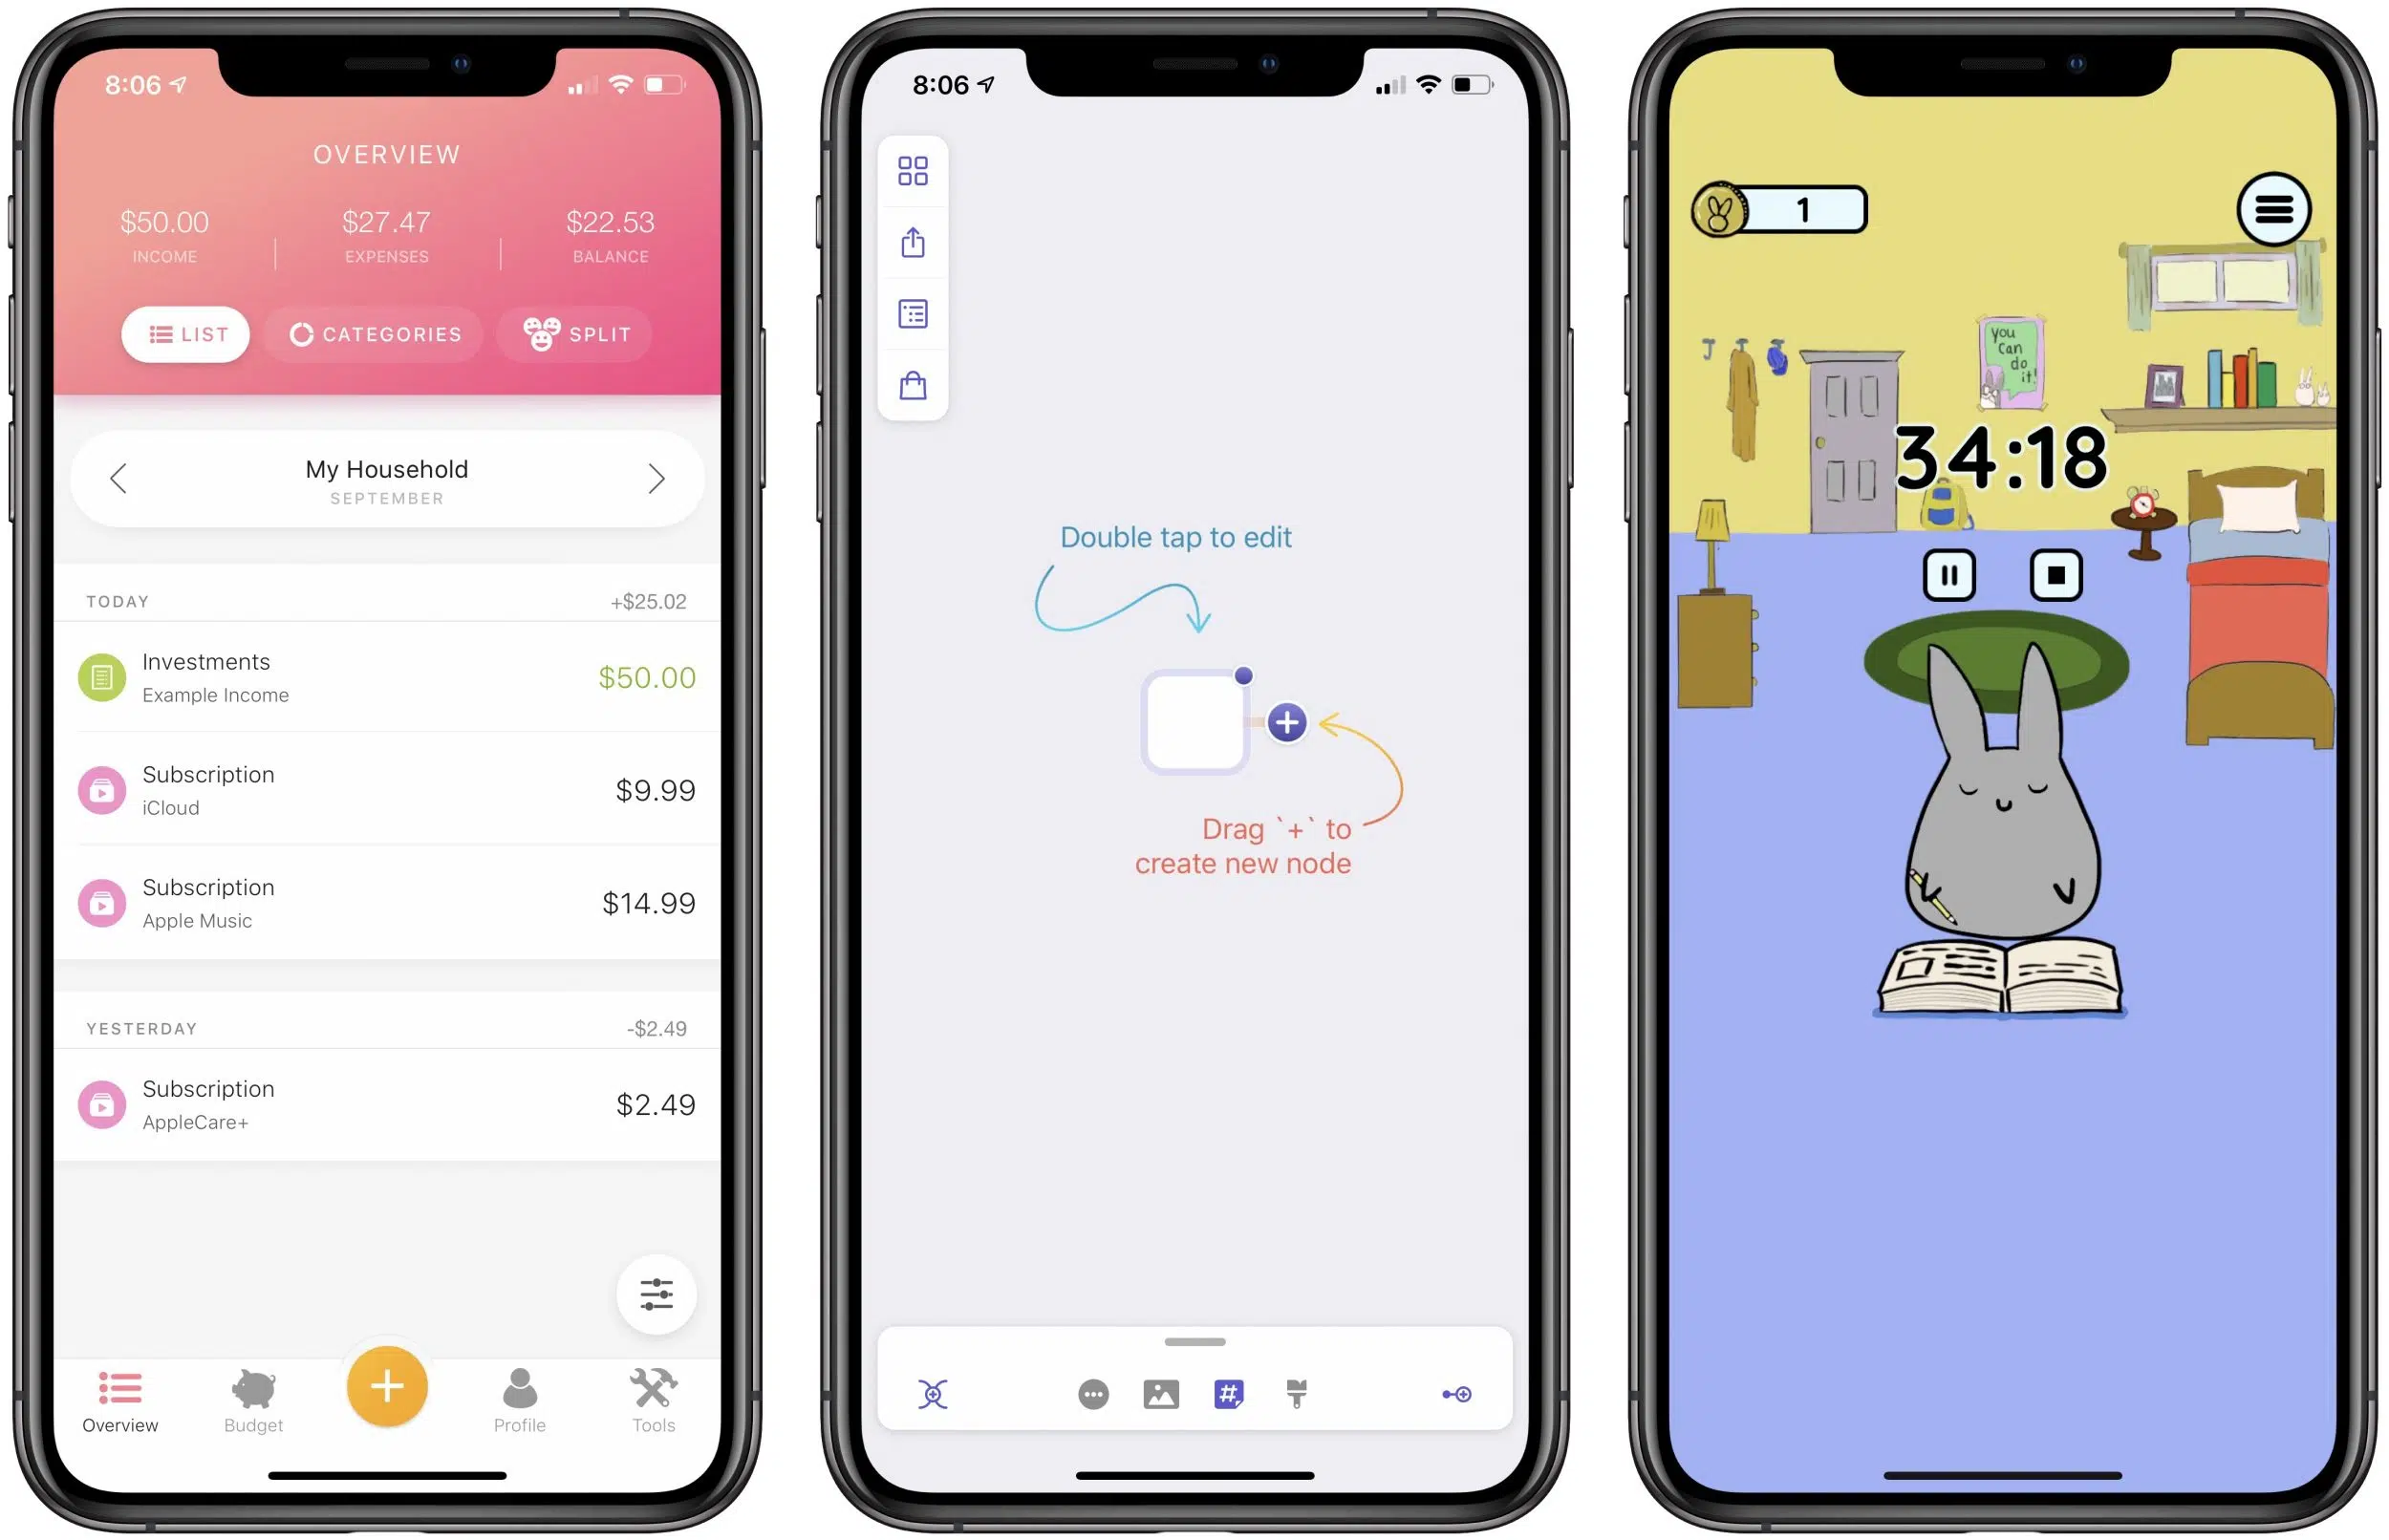 8:06
OVERVIEW
$50.00
INCOME
$27.47
EXPENSES
$22.53
BALANCE
LIST
CATEGORIES
SPLIT
My Household
SEPTEMBER
TODAY
+$25.02
Investments
Example Income
$50.00
Subscription
iCloud
$9.99
Subscription
Apple Music
$14.99
YESTERDAY
-$2.49
Subscription
AppleCare+
$2.49
Overview
Budget
Profile
Tools
8:06
Double tap to edit
Drag `+` to
create new node
1
you
can
do
it!
34:18